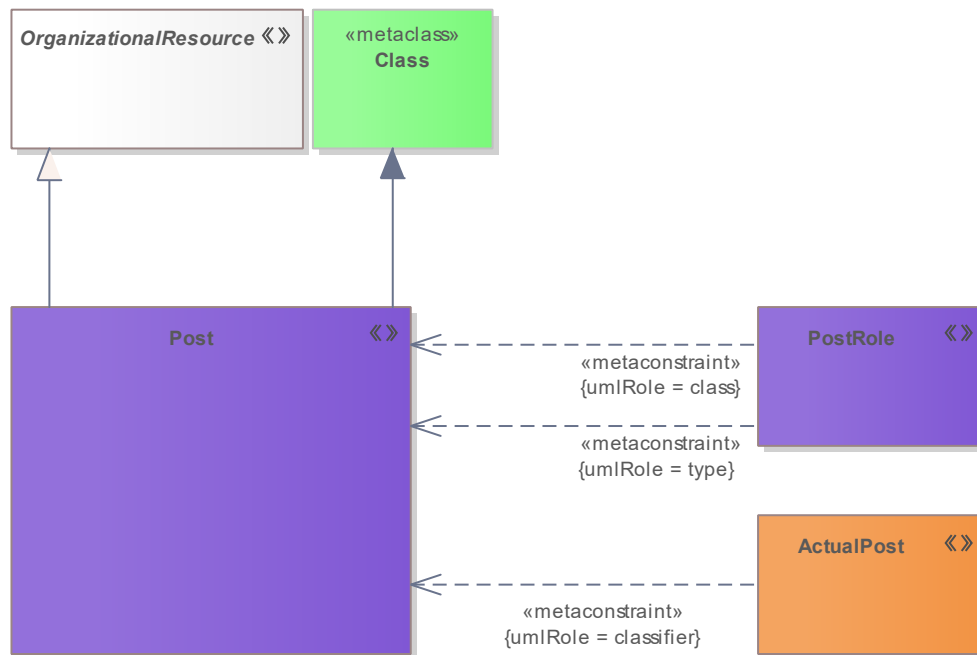 OrganizationalResource «»
«metaclass»
Class
Post «»
PostRole «»
«metaconstraint»
{umlRole = class}
«metaconstraint»
{umlRole = type}
ActualPost «»
«metaconstraint»
{umlRole = classifier}